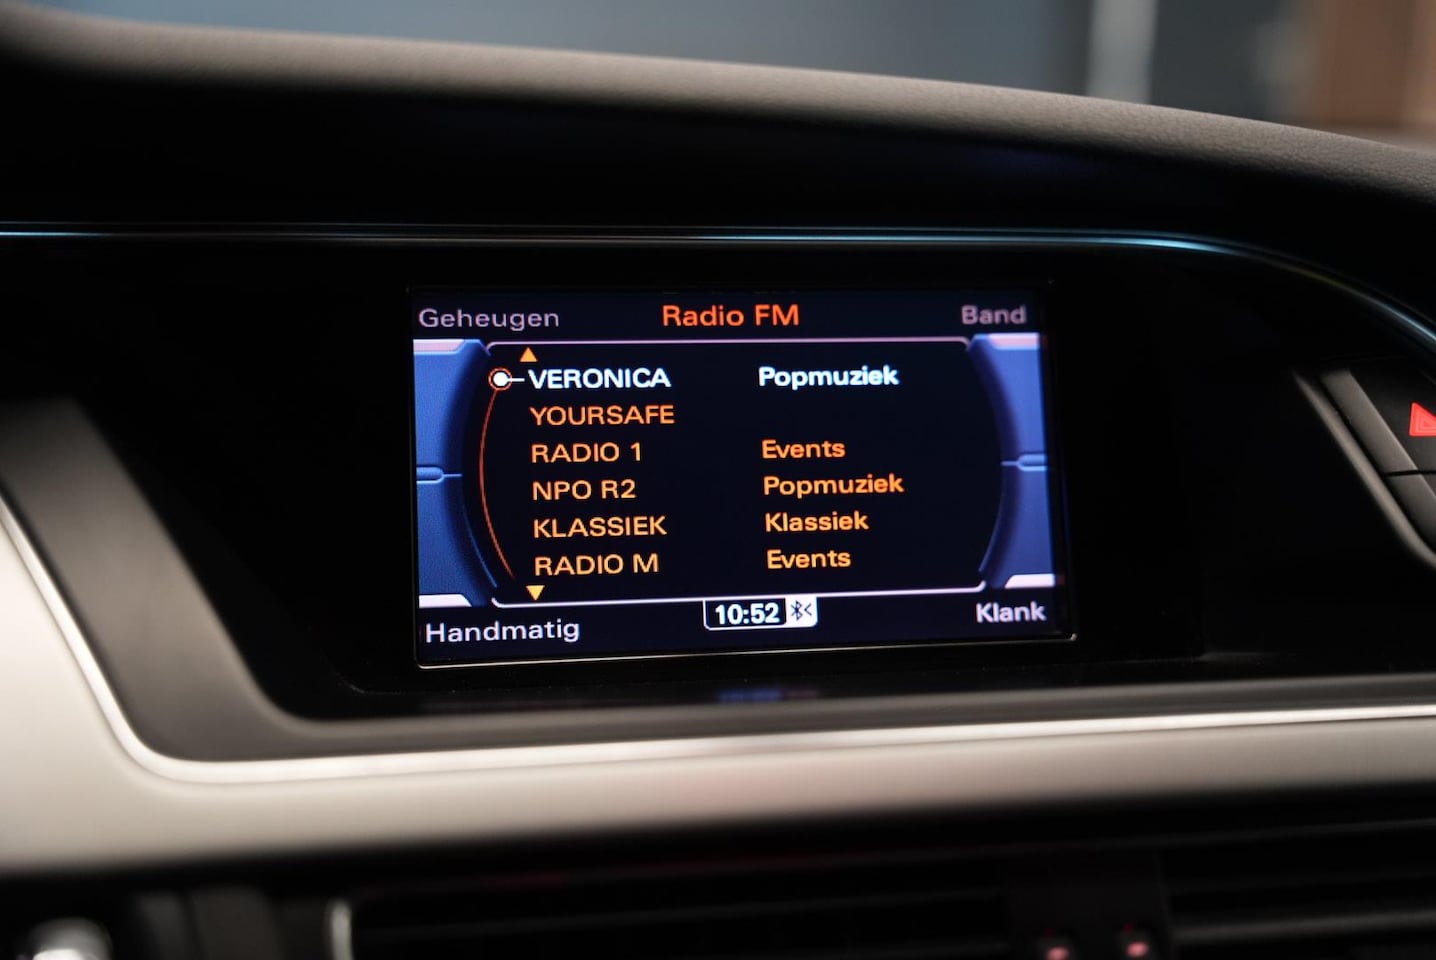 Geheugen Radio FM Band
VERONICA Popmuziek
YOURSAFE
RADIO 1 Events
NPO R2 Popmuziek
KLASSIEK Klassiek
RADIO M Events
Handmatig 10:52 Klank